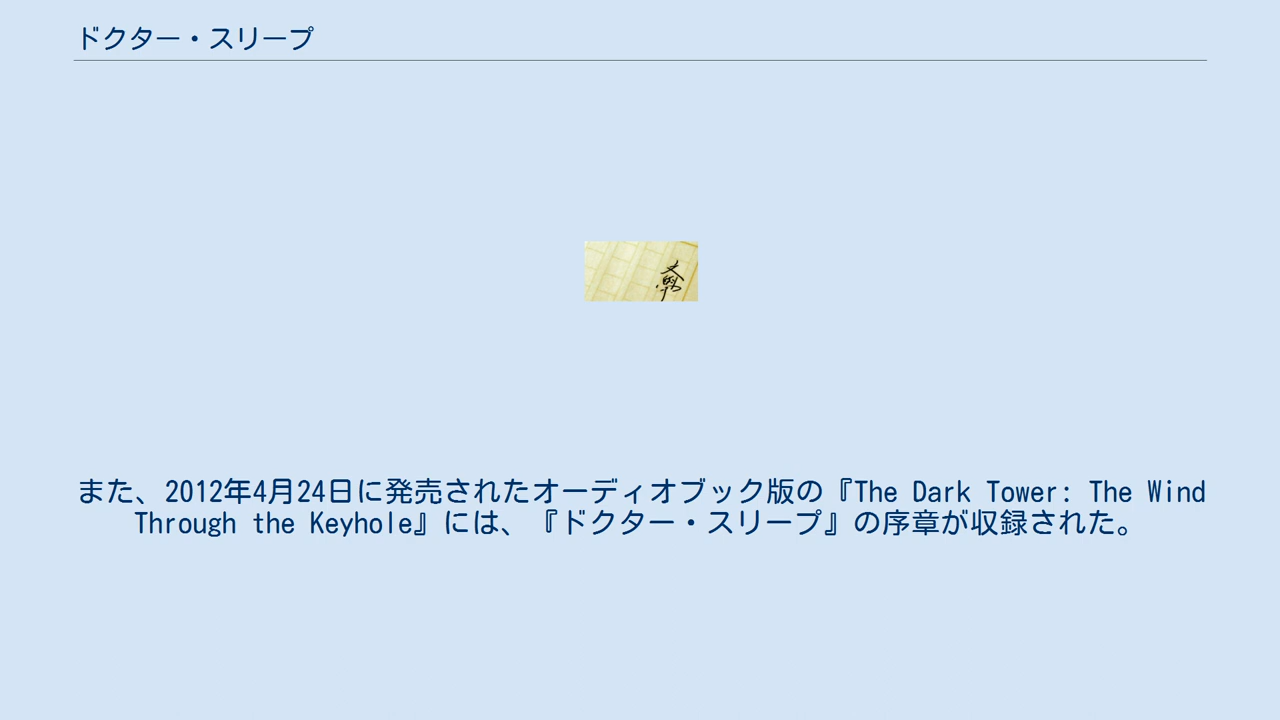 ドクター・スリープ
また、2012年4月24日に発売されたオーディオブック版の『The Dark Tower: The Wind
Through the Keyhole』には、『ドクター・スリープ』の序章が収録された。